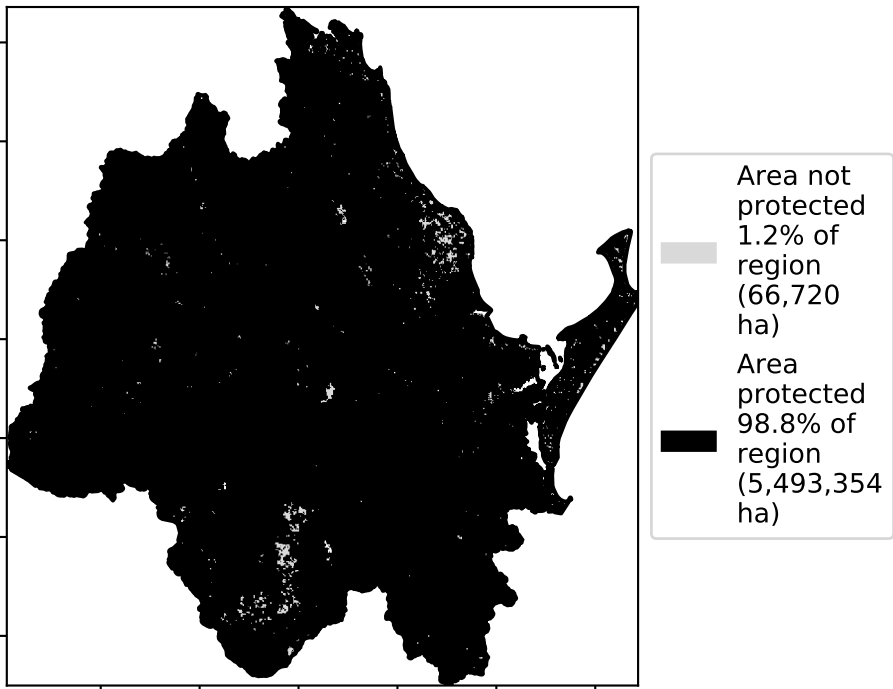 Area not
protected
1.2% of
region
(66,720
ha)
Area
protected
98.8% of
region
(5,493,354
ha)